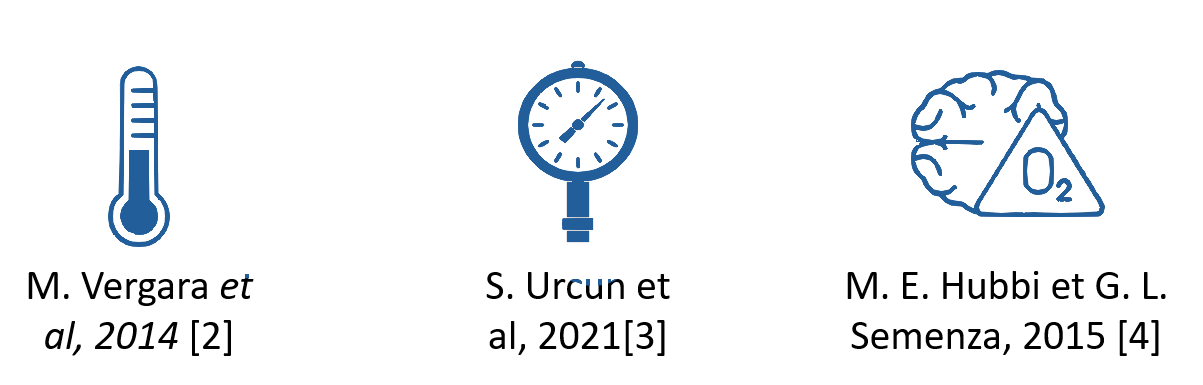 O2
M. Vergara et
al, 2014 [2]
S. Urcun et
al, 2021[3]
M. E. Hubbi et G. L.
Semenza, 2015 [4]